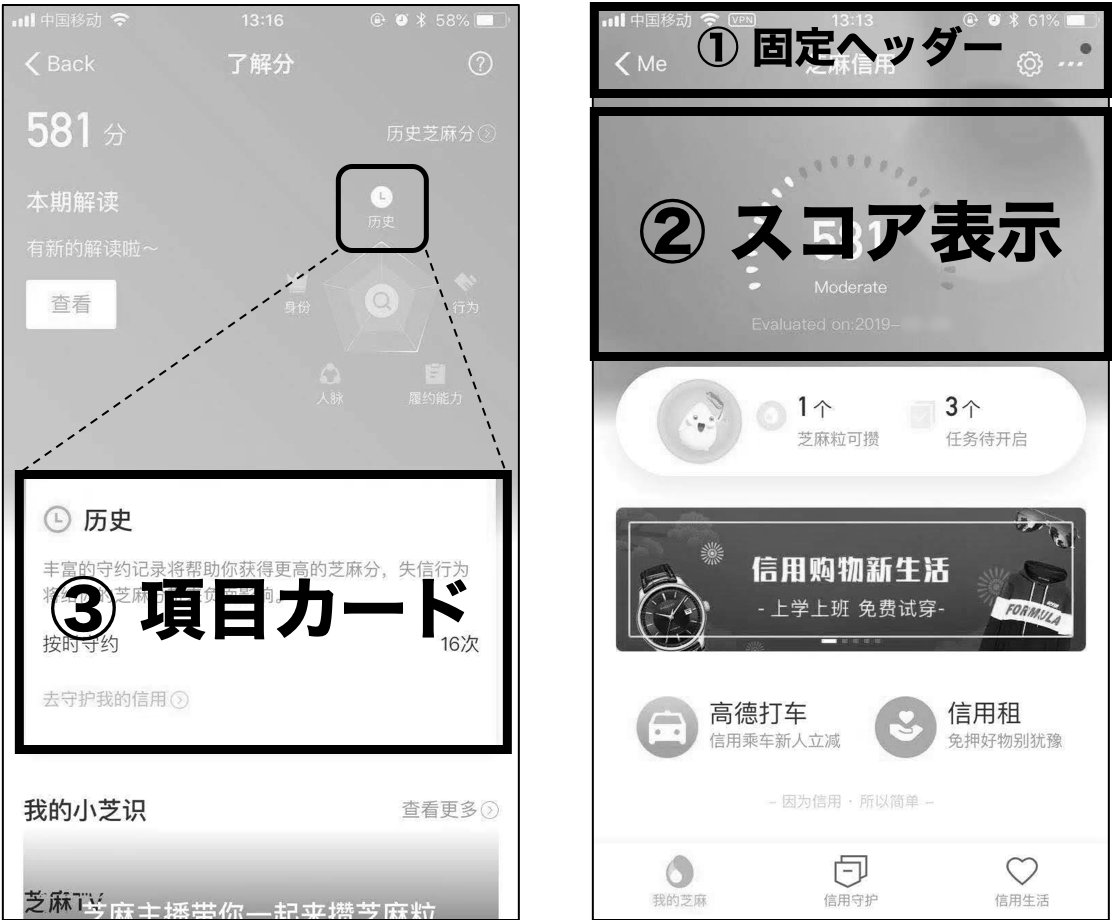 中国移动 13:16 58%
Back 了解分 ?
581 分 历史芝麻分
本期解读
有新的解读啦～
查看
历史
身份 行为
人脉 履约能力
历史
丰富的守约记录将帮助你获得更高的芝麻分，失信行为
③ 項目カード
按时守约 16次
去守护我的信用
我的小芝识 查看更多
芝麻TV
芝麻主播带你一起来攒芝麻粒
中国移动 VPN 13:13 61%
① 固定ヘッダー
Me 芝麻信用
② スコア表示
581
Moderate
Evaluated on:2019-
1个 3个
芝麻粒可攒 任务待开启
信用购物新生活
- 上学上班 免费试穿-
FORMULA
高德打车 信用租
信用乘车新人立减 免押好物别犹豫
- 因为信用 · 所以简单 -
我的芝麻 信用守护 信用生活